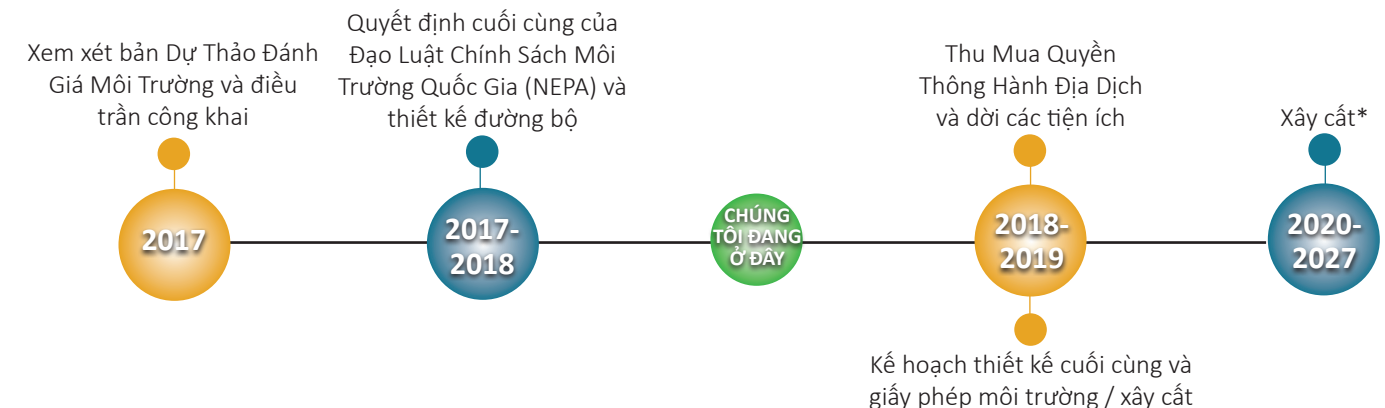 Xem xét bản Dự Thảo Đánh
Giá Môi Trường và điều
trần công khai
2017
Quyết định cuối cùng của
Đạo Luật Chính Sách Môi
Trường Quốc Gia (NEPA) và
thiết kế đường bộ
2017-
2018
CHÚNG
TÔI ĐANG
Ở ĐÂY
Thu Mua Quyền
Thông Hành Địa Dịch
và dời các tiện ích
2018-
2019
Kế hoạch thiết kế cuối cùng và
giấy phép môi trường / xây cất
Xây cất*
2020-
2027